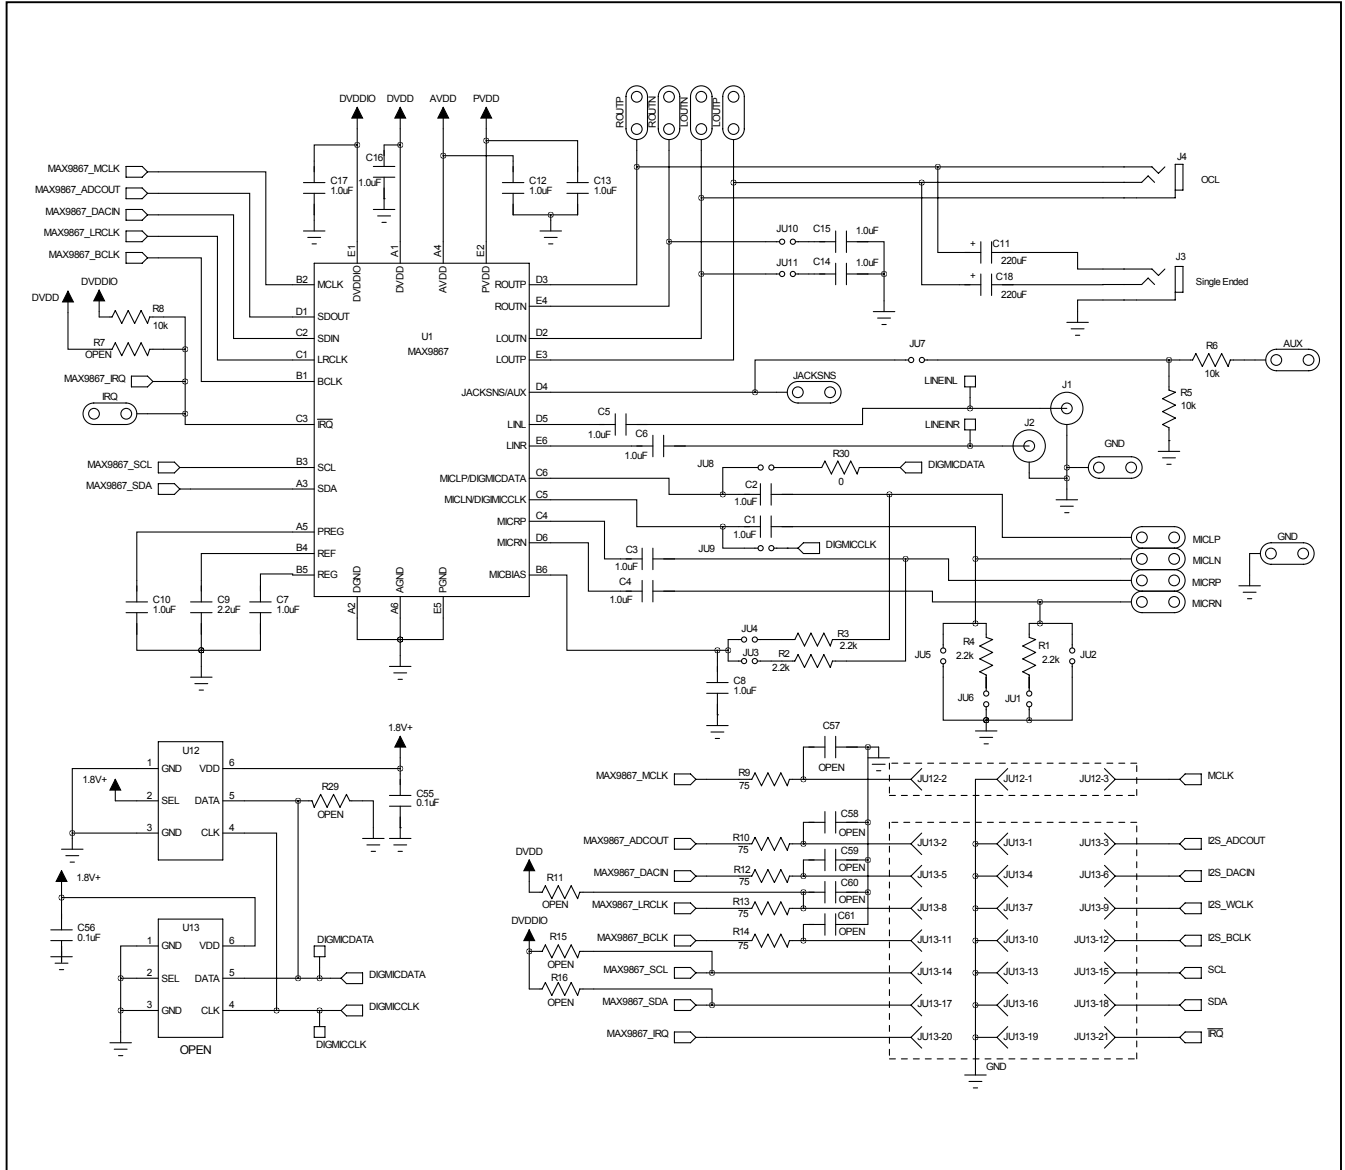 DVDDIO DVDD AVDD PVDD
ROUTP ROUTN LOUTN LOUTP
C17 1.0uF
C16 1.0uF
C12 1.0uF
C13 1.0uF
MAX9867_MCLK
MAX9867_ADCOUT
MAX9867_DACIN
MAX9867_LRCLK
MAX9867_BCLK
J4
OCL
JU10 C15 1.0uF
JU11 C14 1.0uF
+ C11 220uF
+ C18 220uF
J3
Single Ended
E1 A1 A4 E2
DVDDIO DVDD AVDD PVDD
DVDD DVDDIO
R8 10k
R7 OPEN
MAX9867_IRQ
IRQ
MAX9867_SCL
MAX9867_SDA
U1
MAX9867
B2 MCLK
D1 SDOUT
C2 SDIN
C1 LRCLK
B1 BCLK
C3 IRQ
B3 SCL
A3 SDA
A5 PREG
B4 REF
B5 REG
ROUTP D3
ROUTN E4
LOUTN D2
LOUTP E3
JACKSNS/AUX D4
LINL D5
LINR E6
MICLP/DIGMICDATA C6
MICLN/DIGIMICCLK C5
MICRP C4
MICRN D6
MICBIAS B6
DGND AGND PGND
A2 A6 E5
JU7
R6 10k
AUX
R5 10k
JACKSNS
LINEINL
J1
C5 1.0uF
LINEINR
J2
C6 1.0uF
GND
JU8
R30 0
DIGMICDATA
C2 1.0uF
C1 1.0uF
JU9
DIGMICCLK
C3 1.0uF
C4 1.0uF
MICLP
MICLN
MICRP
MICRN
GND
C10 1.0uF
C9 2.2uF
C7 1.0uF
JU4 R3 2.2k
JU3 R2 2.2k
C8 1.0uF
JU5
R4 2.2k
R1 2.2k
JU2
JU6 JU1
1.8V+
U12
1 GND VDD 6
2 SEL DATA 5
3 GND CLK 4
1.8V+
R29 OPEN
C55 0.1uF
1.8V+
C56 0.1uF
U13
1 GND VDD 6
2 SEL DATA 5
3 GND CLK 4
OPEN
DIGMICDATA
DIGMICDATA
DIGMICCLK
DIGMICCLK
C57 OPEN
MAX9867_MCLK R9 75 JU12-2 JU12-1 JU12-3 MCLK
C58 OPEN
MAX9867_ADCOUT R10 75 JU13-2 JU13-1 JU13-3 I2S_ADCOUT
C59 OPEN
DVDD
MAX9867_DACIN R12 75 JU13-5 JU13-4 JU13-6 I2S_DACIN
R11 OPEN
C60 OPEN
MAX9867_LRCLK R13 75 JU13-8 JU13-7 JU13-9 I2S_WCLK
C61 OPEN
DVDDIO
MAX9867_BCLK R14 75 JU13-11 JU13-10 JU13-12 I2S_BCLK
R15 OPEN
MAX9867_SCL JU13-14 JU13-13 JU13-15 SCL
R16 OPEN
MAX9867_SDA JU13-17 JU13-16 JU13-18 SDA
MAX9867_IRQ JU13-20 JU13-19 JU13-21 IRQ
GND